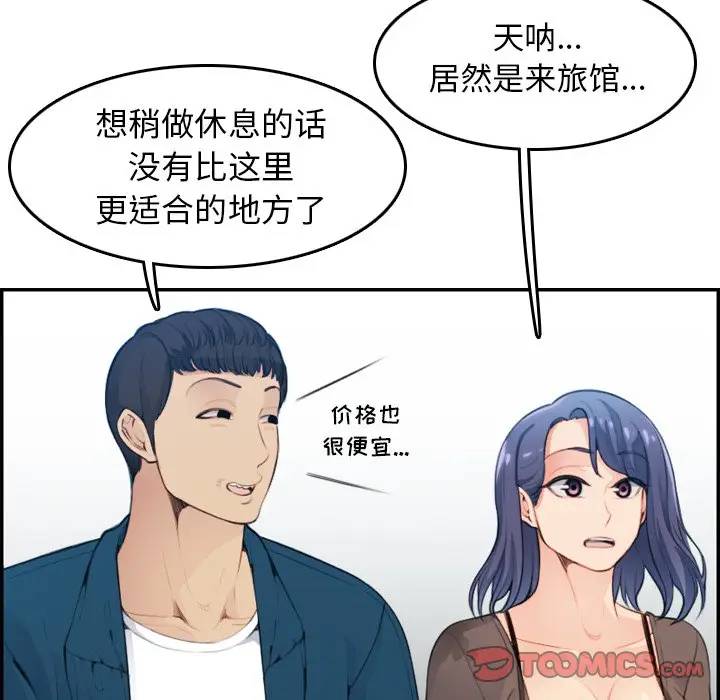 天呐...
居然是来旅馆...
想稍做休息的话
没有比这里
更适合的地方了
价格也
很便宜...
TOOMICS.COM